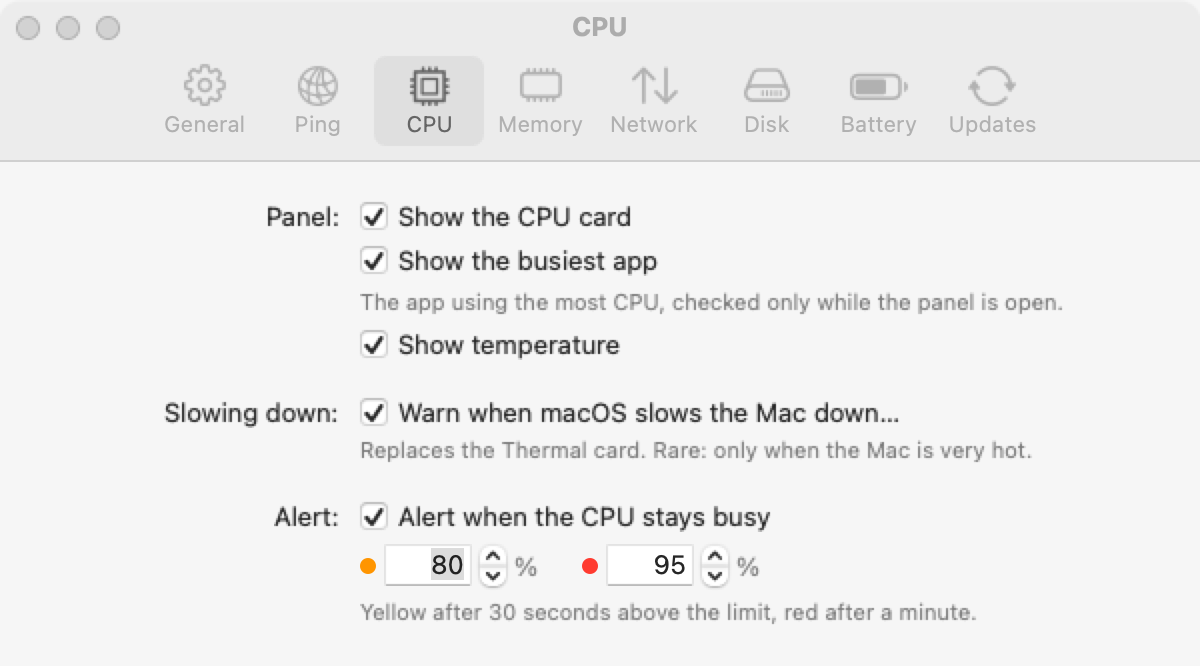 CPU
General Ping CPU Memory Network Disk Battery Updates
Panel: Show the CPU card
Show the busiest app
The app using the most CPU, checked only while the panel is open.
Show temperature
Slowing down: Warn when macOS slows the Mac down...
Replaces the Thermal card. Rare: only when the Mac is very hot.
Alert: Alert when the CPU stays busy
80 % 95 %
Yellow after 30 seconds above the limit, red after a minute.